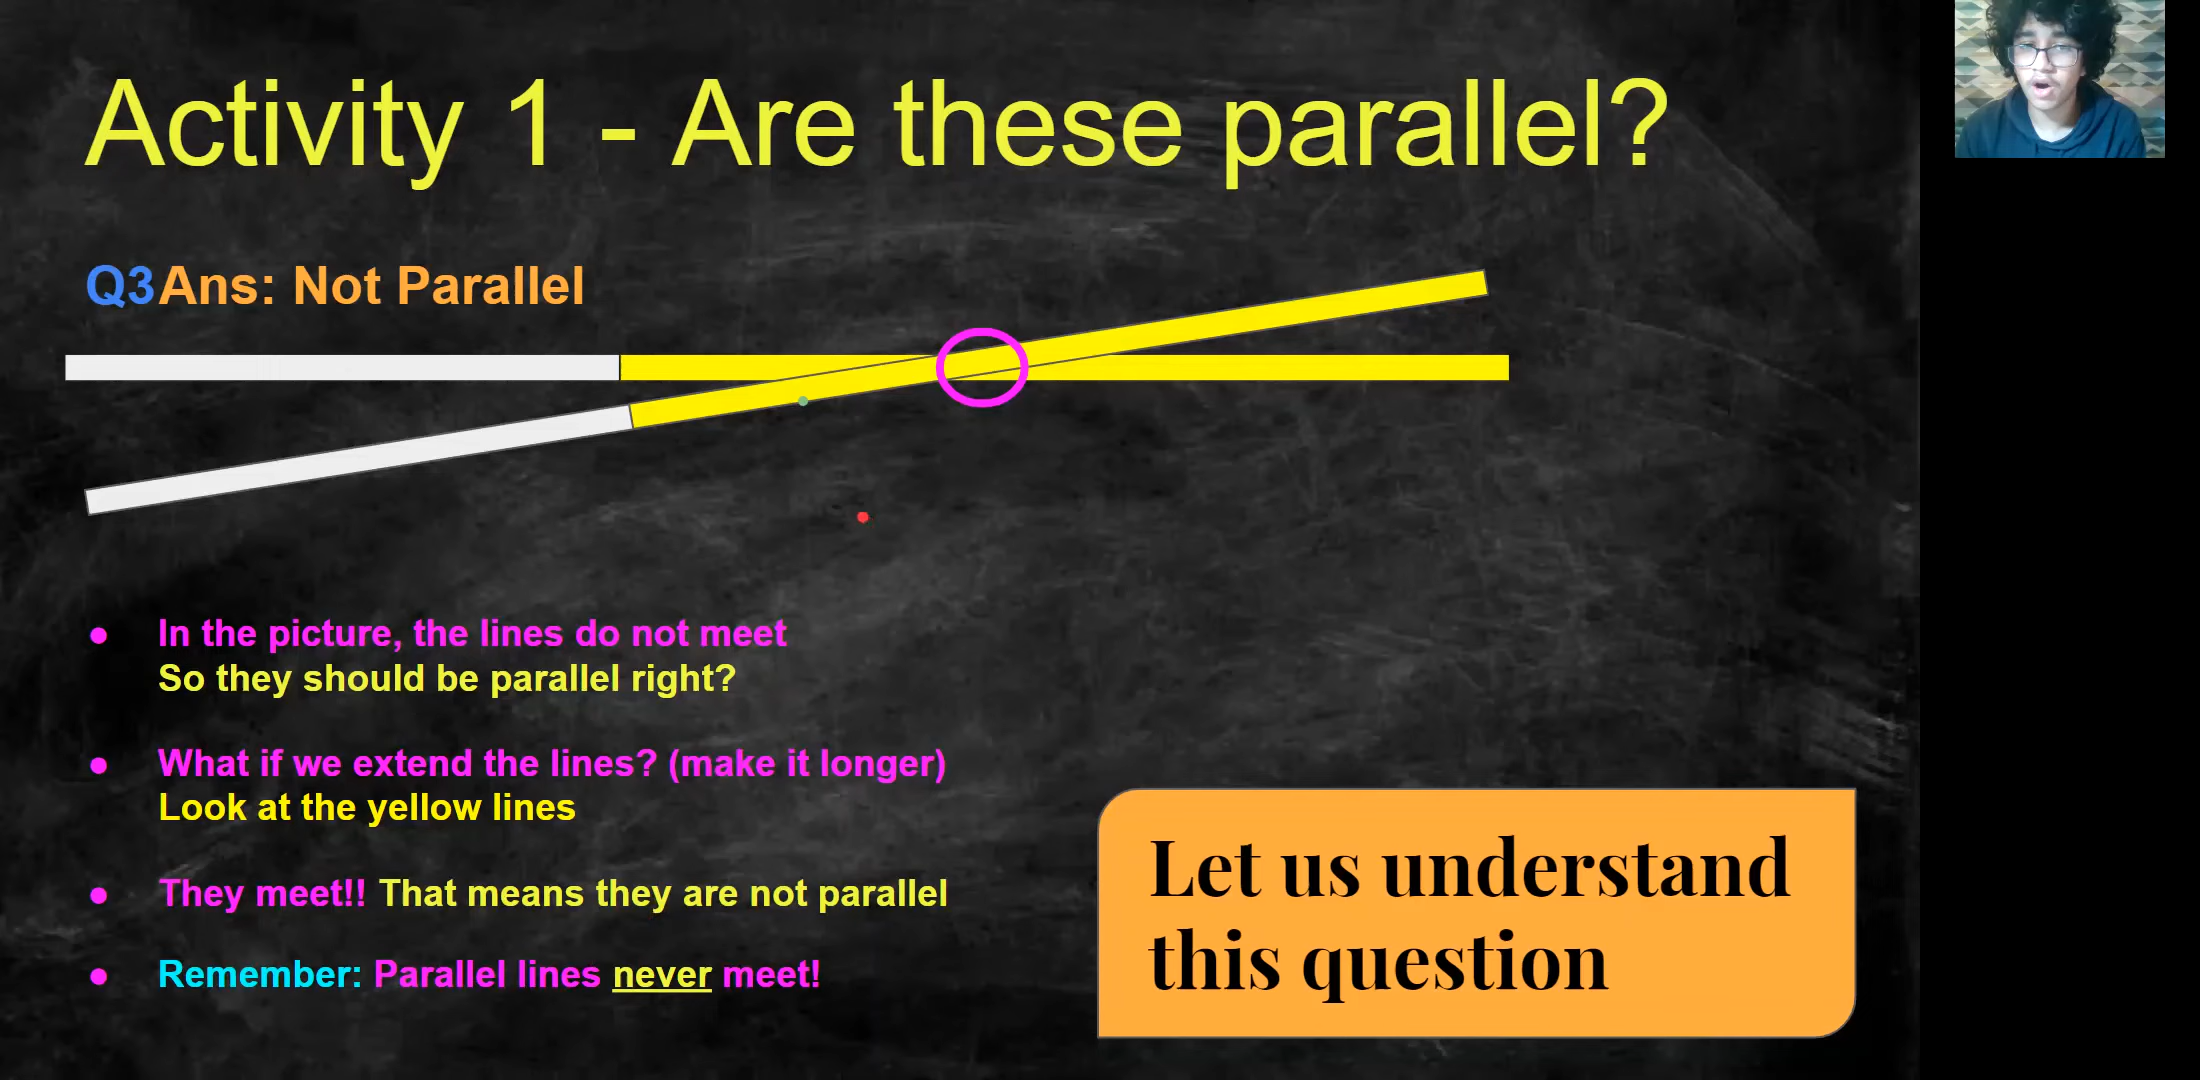 Activity 1 - Are these parallel?
Q3Ans: Not Parallel
In the picture, the lines do not meet
So they should be parallel right?
What if we extend the lines? (make it longer)
Look at the yellow lines
They meet!! That means they are not parallel
Remember: Parallel lines never meet!
Let us understand
this question